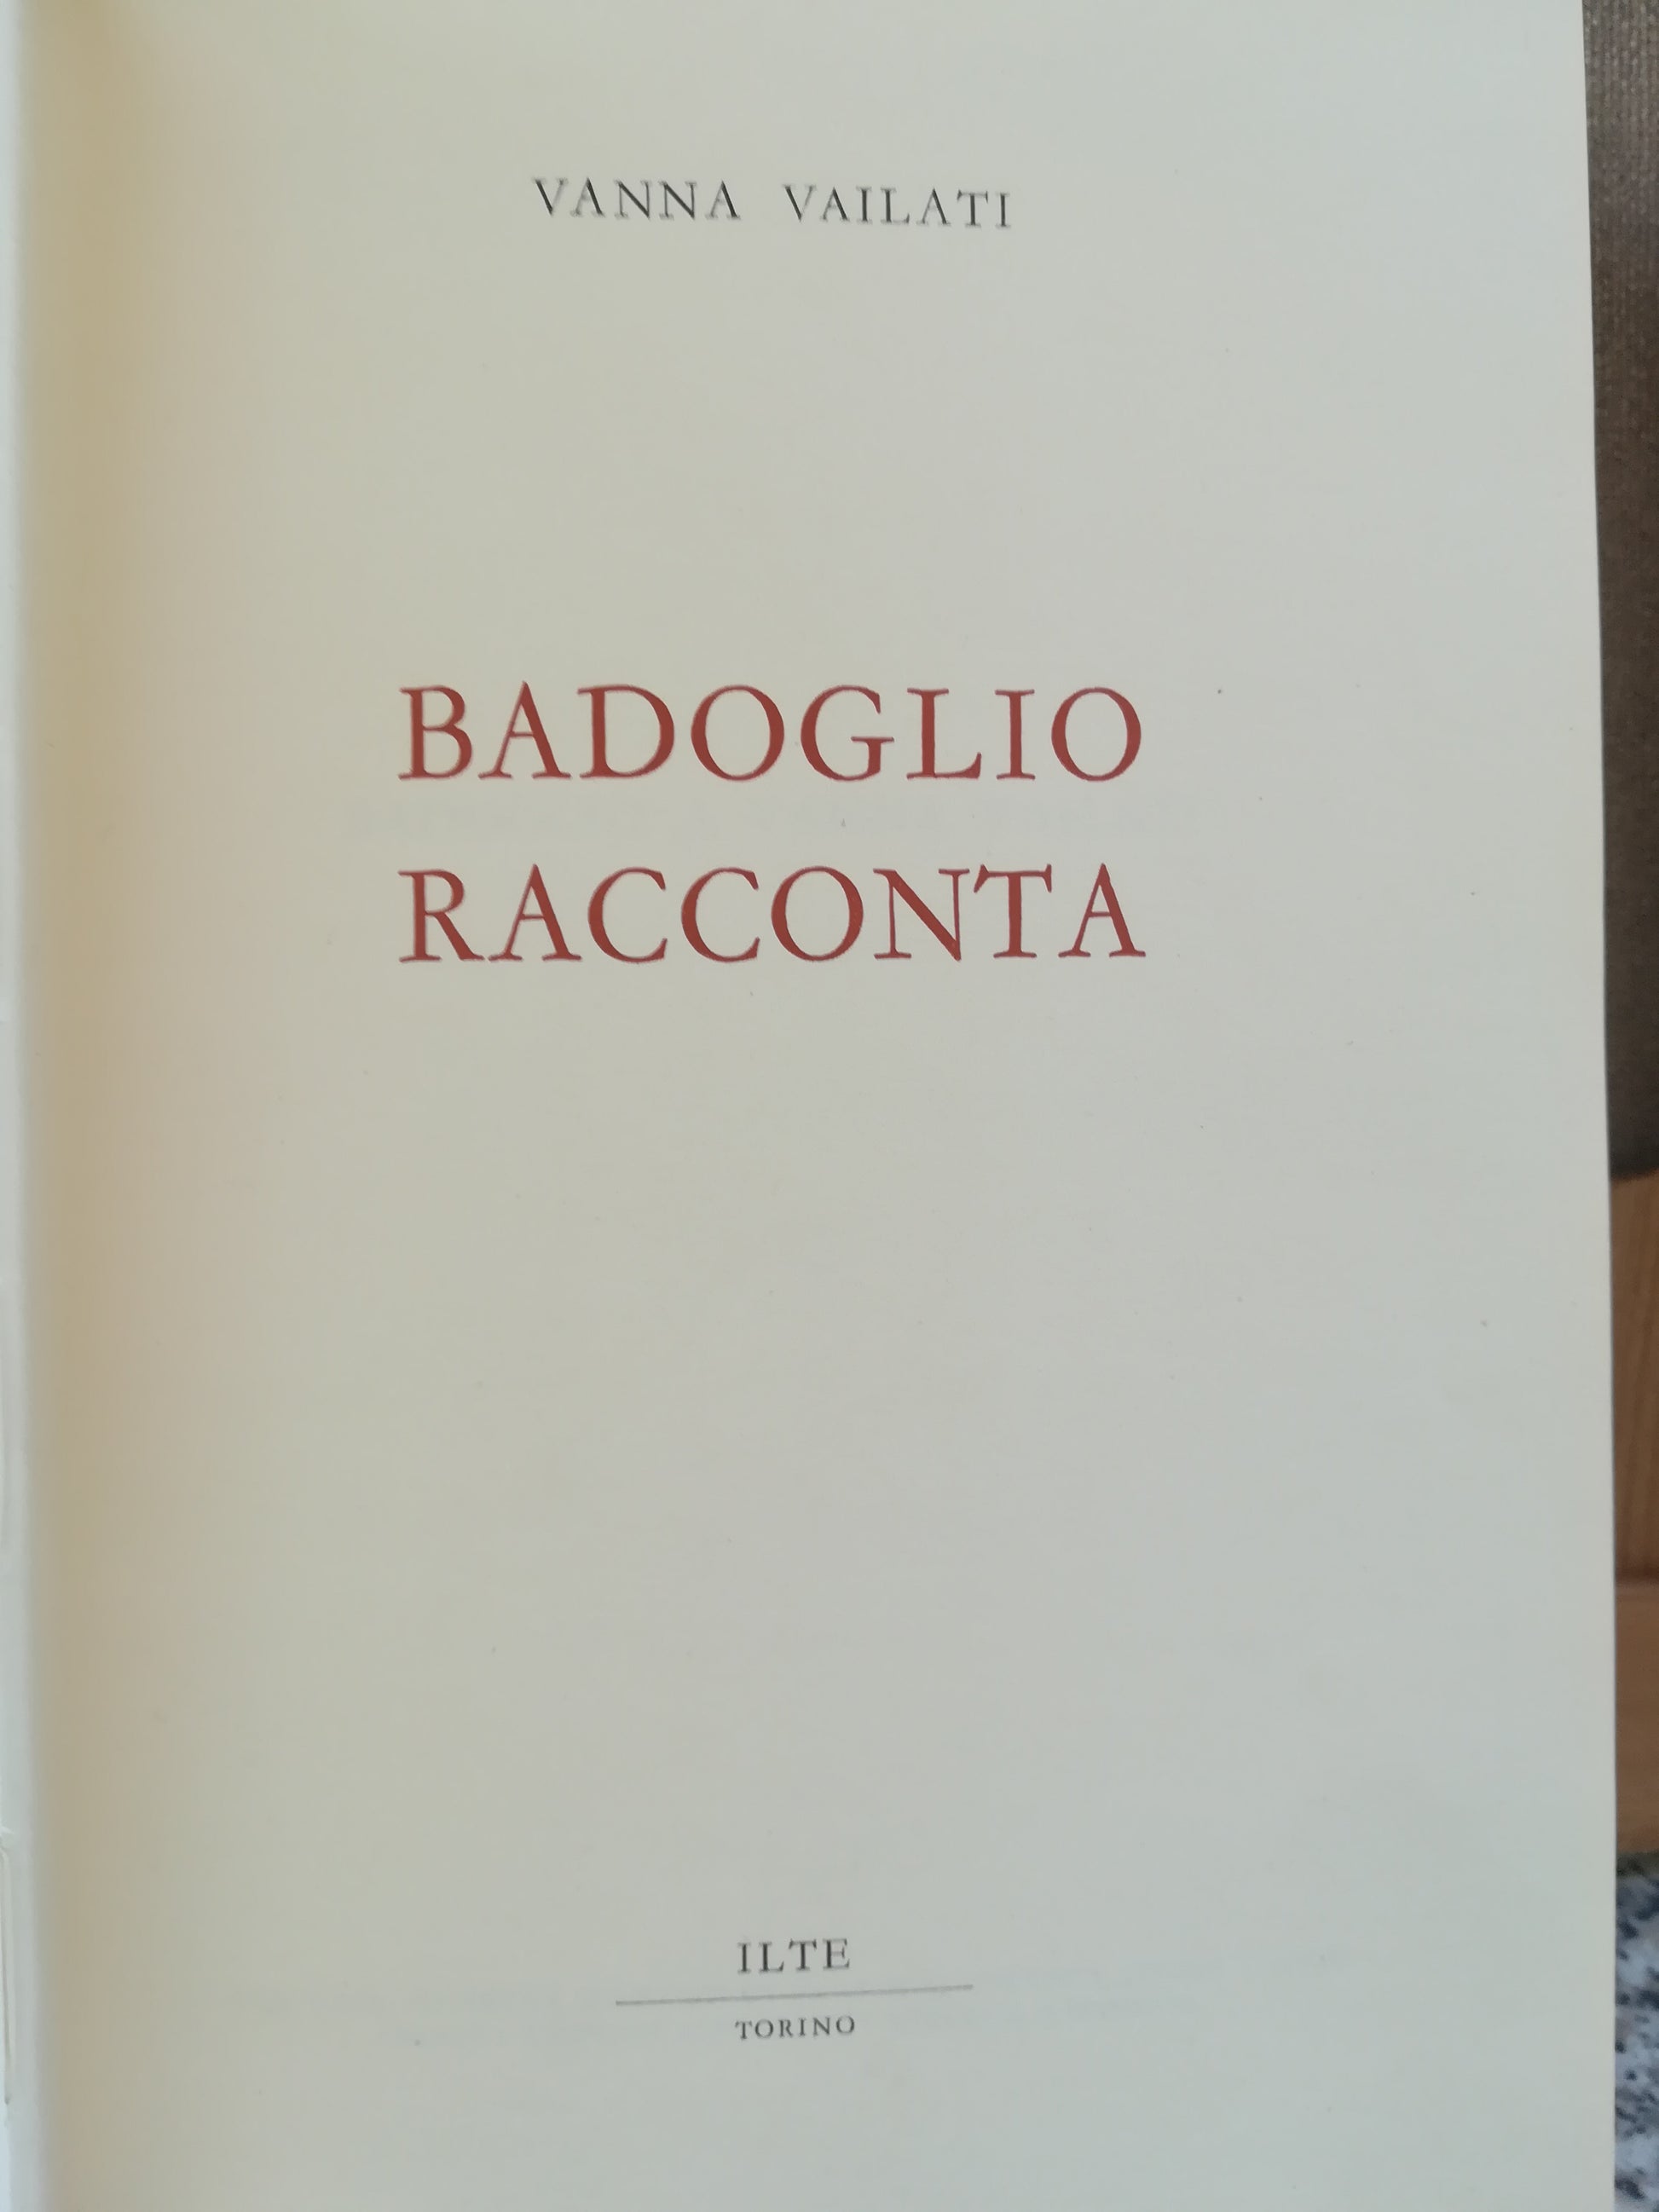 VANNA VAILATI
BADOGLIO
RACCONTA
ILTE
TORINO